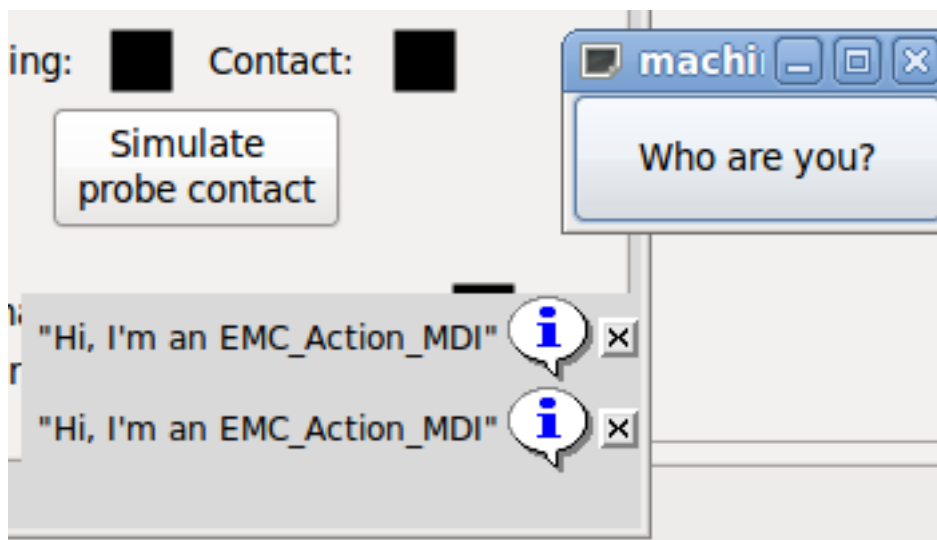 ing: Contact:
machi
Simulate
probe contact
Who are you?
"Hi, I'm an EMC_Action_MDI" i
"Hi, I'm an EMC_Action_MDI" i